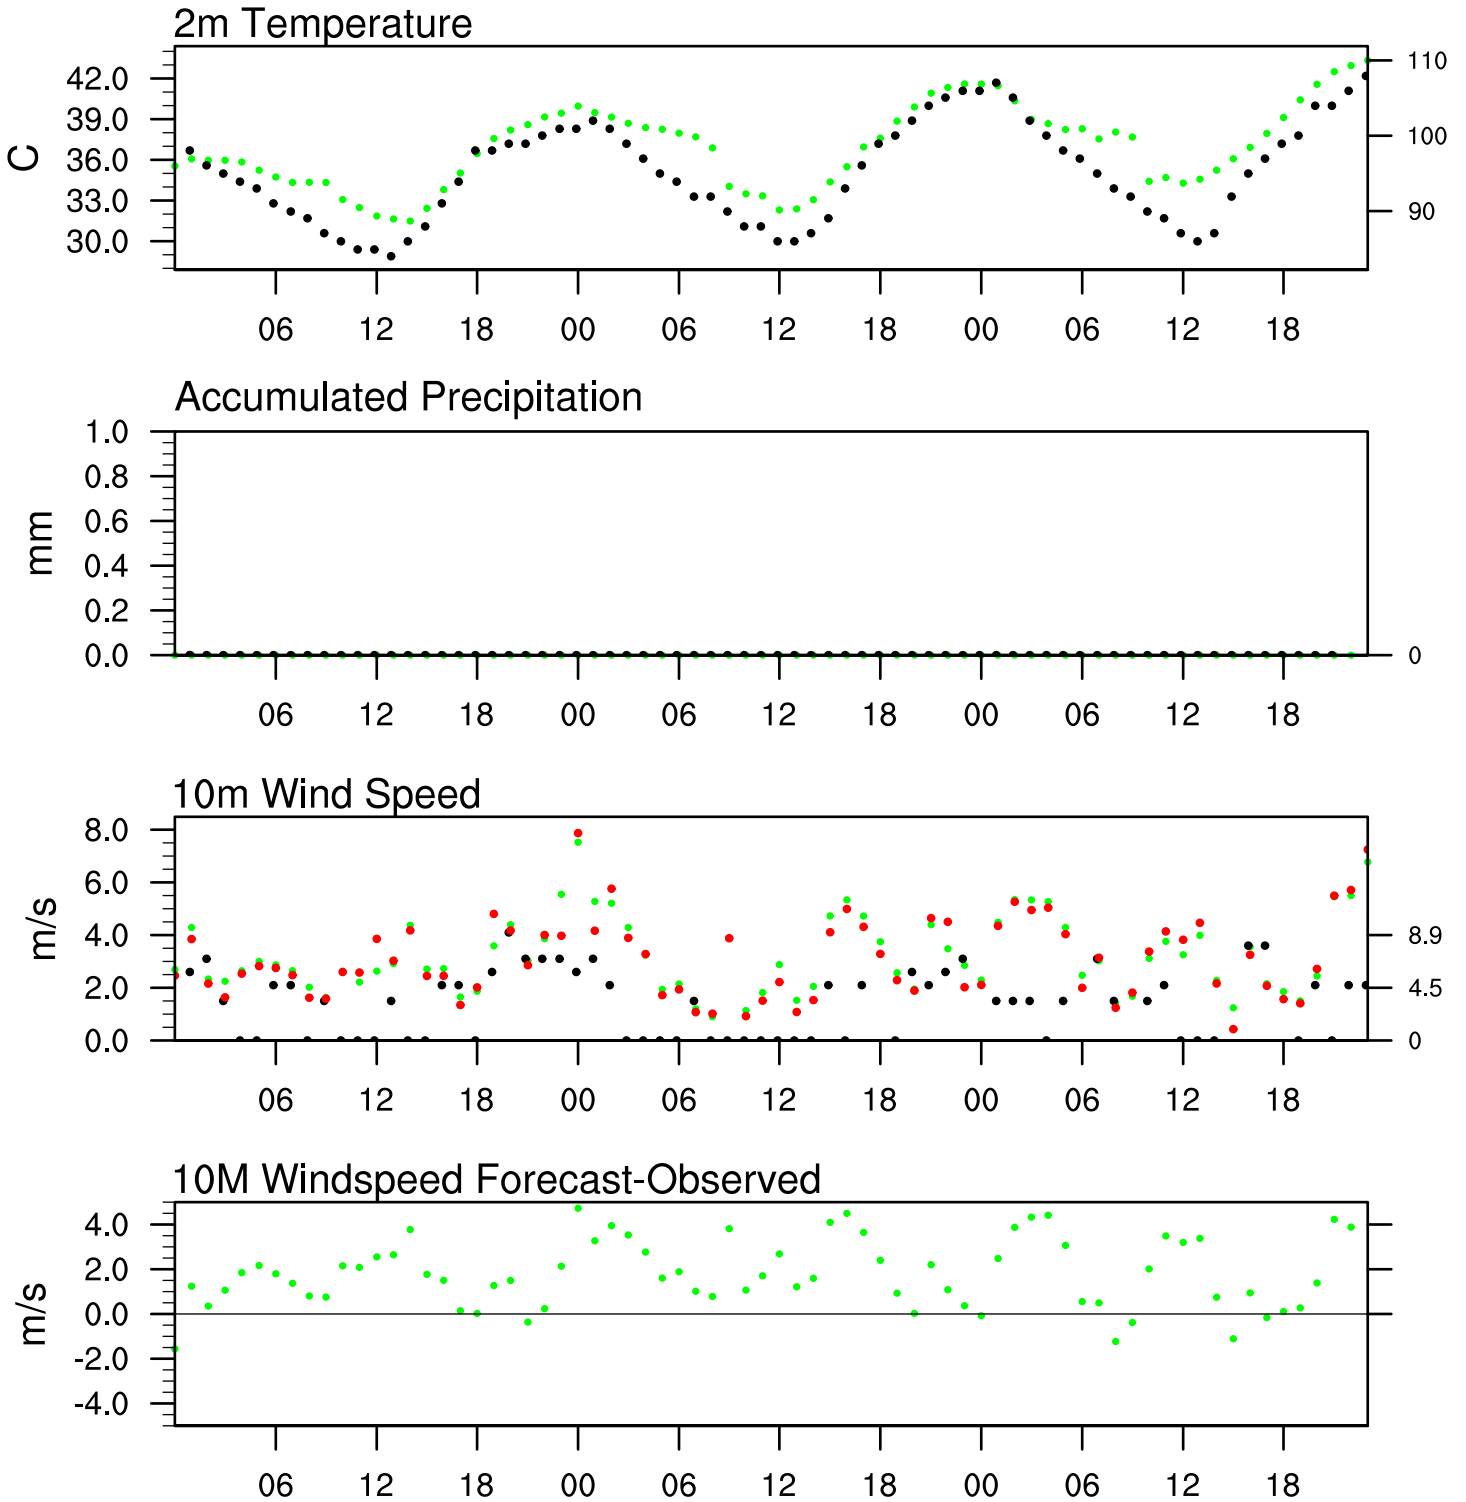 2m Temperature
42.0
39.0
36.0
33.0
30.0
C
110
100
90
06 12 18 00 06 12 18 00 06 12 18
Accumulated Precipitation
1.0
0.8
0.6
0.4
0.2
0.0
mm
0
06 12 18 00 06 12 18 00 06 12 18
10m Wind Speed
8.0
6.0
4.0
2.0
0.0
m/s
8.9
4.5
0
06 12 18 00 06 12 18 00 06 12 18
10M Windspeed Forecast-Observed
4.0
2.0
0.0
-2.0
-4.0
m/s
06 12 18 00 06 12 18 00 06 12 18